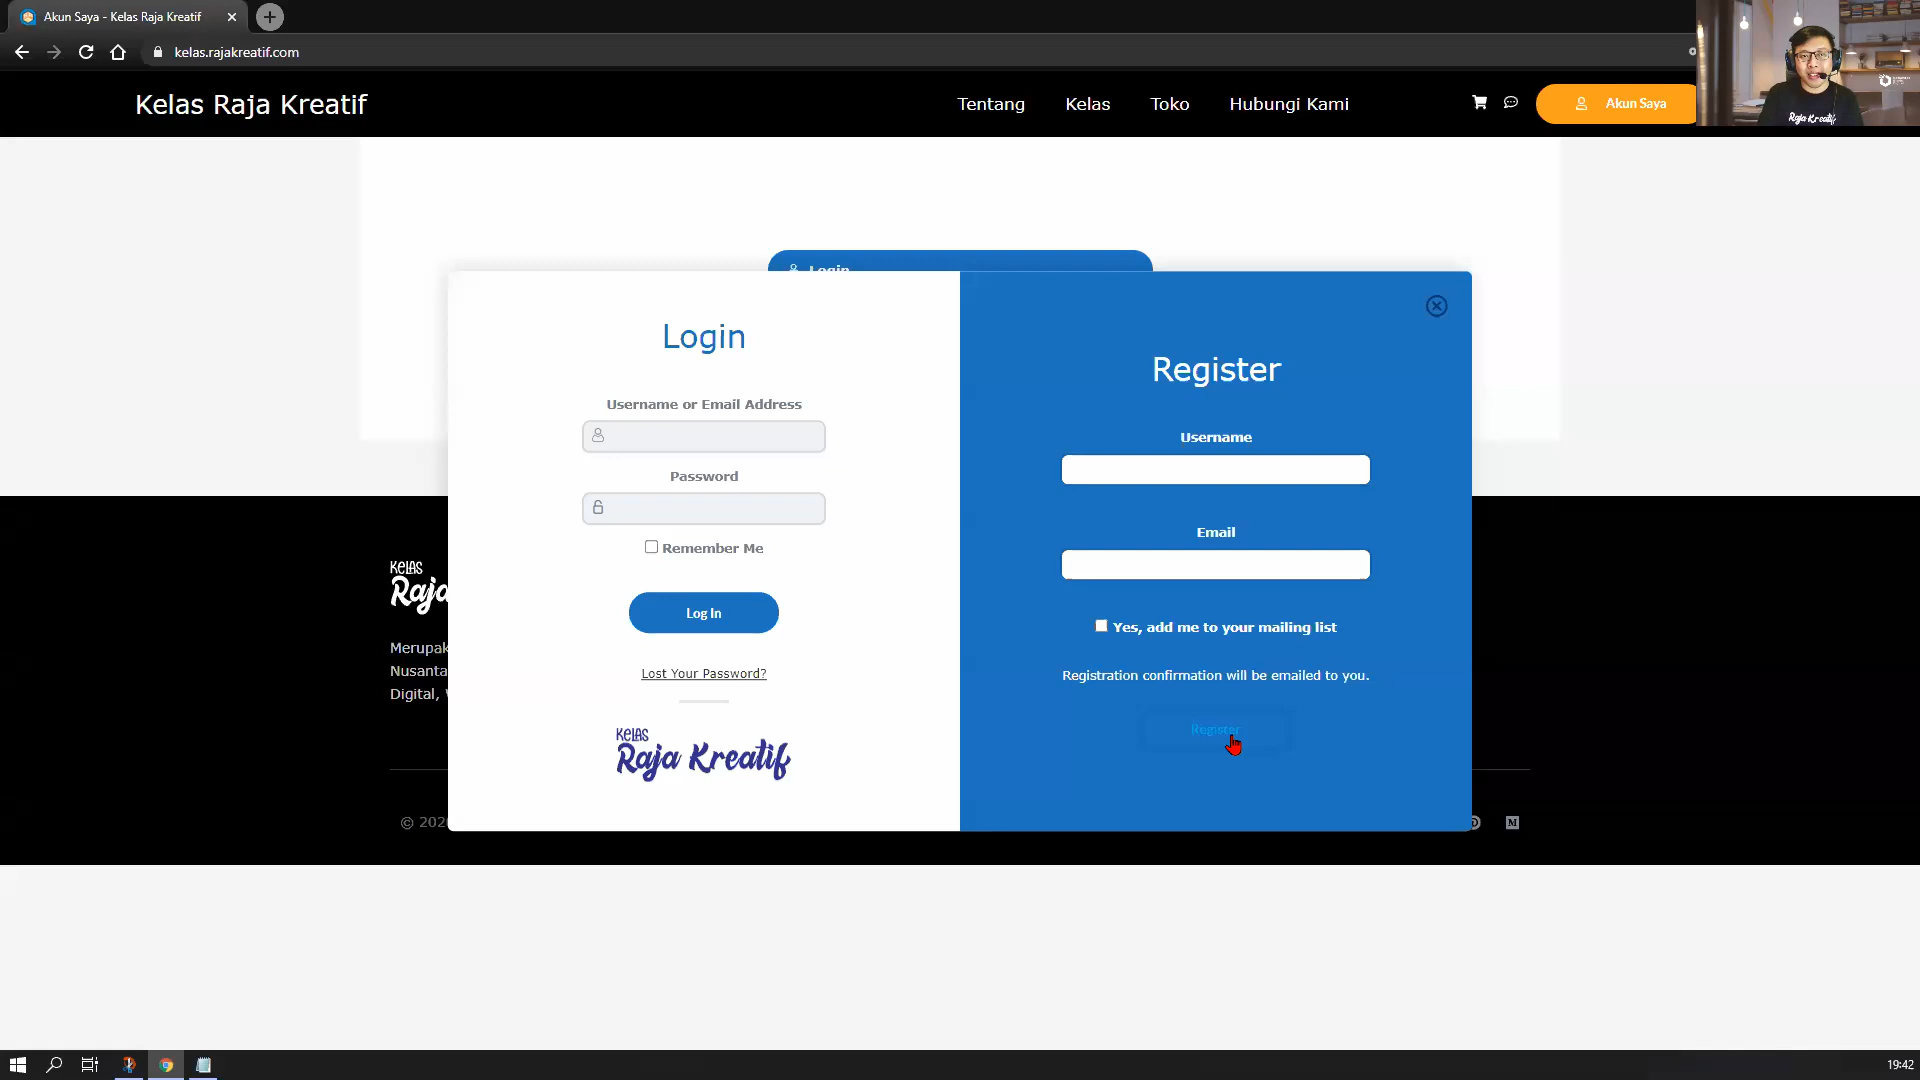 Akun Saya - Kelas Raja Kreatif
kelas.rajakreatif.com
Kelas Raja Kreatif
Tentang
Kelas
Toko
Hubungi Kami
Akun Saya
Raja Kreatif
Login
Login
Username or Email Address
Password
Remember Me
Log In
Lost Your Password?
KELAS
Raja Kreatif
Register
Username
Email
Yes, add me to your mailing list
Registration confirmation will be emailed to you.
Register
KELAS
Raja
Merupak
Nusanta
Digital,
© 202
19:42